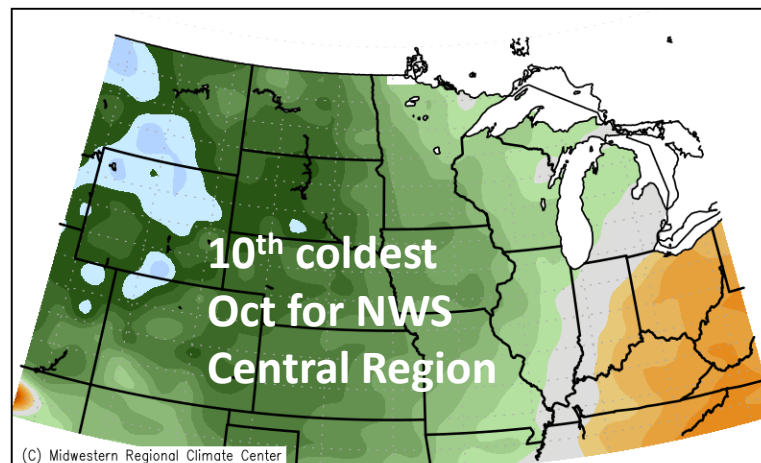 10th coldest
Oct for NWS
Central Region
(C) Midwestern Regional Climate Center